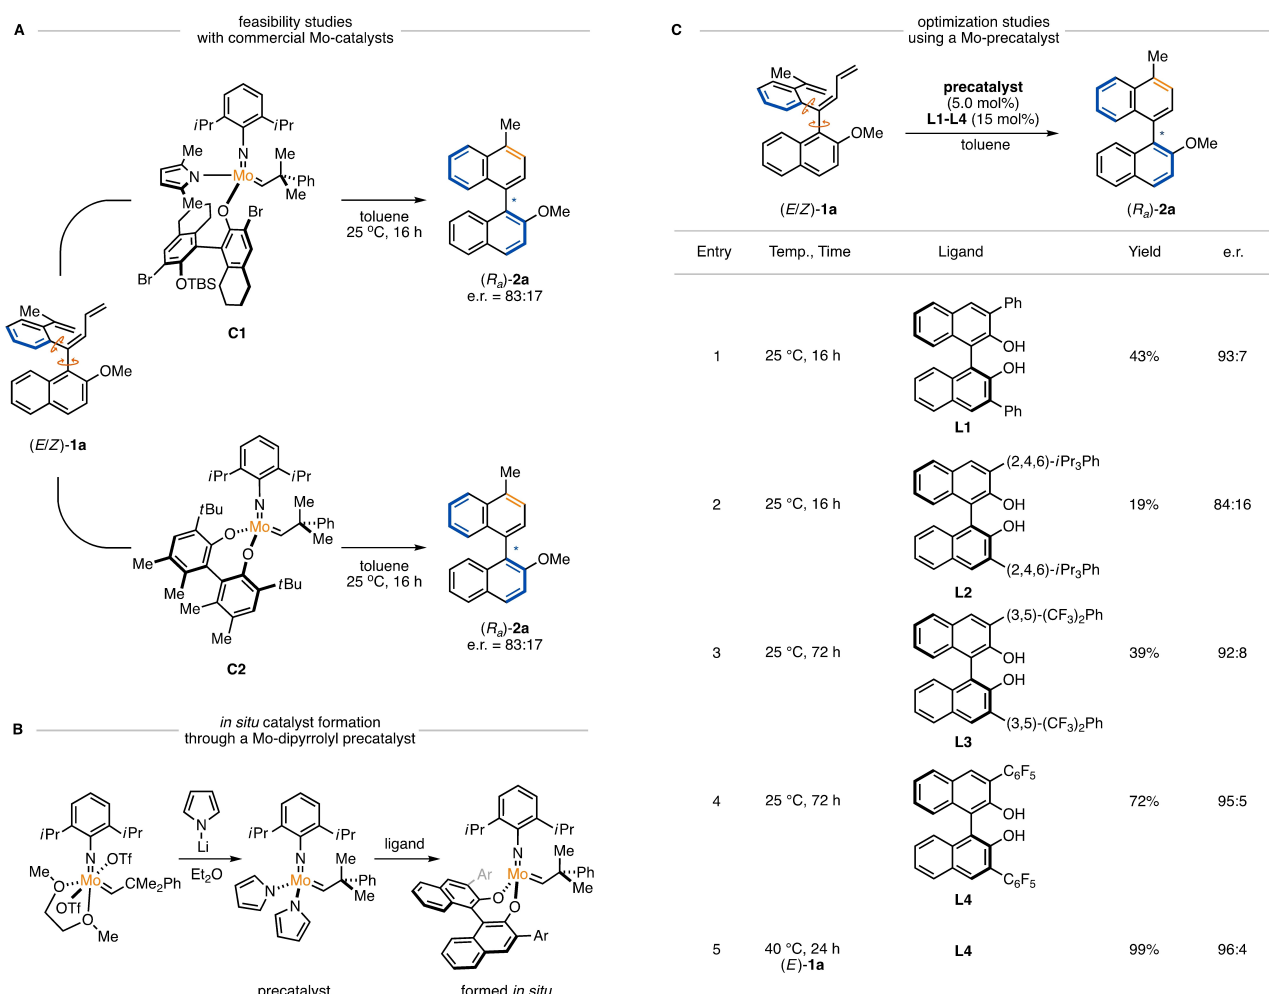 A
feasibility studies
with commercial Mo-catalysts
iPr
iPr
N
Me
Me
N
Mo
Ph
Me
Me
O
Br
Br
OTBS
C1
toluene
25 °C, 16 h
Me
*
OMe
(Ra)-2a
e.r. = 83:17
Me
OMe
(E/Z)-1a
iPr
iPr
N
tBu
Me
O
Mo
Ph
Me
O
Me
Me
tBu
Me
Me
C2
toluene
25 °C, 16 h
Me
*
OMe
(Ra)-2a
e.r. = 83:17
B
in situ catalyst formation
through a Mo-dipyrrolyl precatalyst
iPr
iPr
N
OTf
Me
O
Mo
CMe2Ph
OTf
O
Me
N
Li
Et2O
iPr
iPr
N
Me
N
Mo
Ph
Me
N
precatalyst
ligand
iPr
iPr
N
Me
Ar
Mo
Ph
Me
O
O
Ar
formed in situ
C
optimization studies
using a Mo-precatalyst
Me
OMe
(E/Z)-1a
precatalyst
(5.0 mol%)
L1-L4 (15 mol%)
toluene
Me
*
OMe
(Ra)-2a
Entry Temp., Time Ligand Yield e.r.
Ph
OH
1 25 °C, 16 h 43% 93:7
OH
Ph
L1
(2,4,6)-iPr3Ph
OH
2 25 °C, 16 h 19% 84:16
OH
(2,4,6)-iPr3Ph
L2
(3,5)-(CF3)2Ph
OH
3 25 °C, 72 h 39% 92:8
OH
(3,5)-(CF3)2Ph
L3
C6F5
OH
4 25 °C, 72 h 72% 95:5
OH
C6F5
L4
5 40 °C, 24 h L4 99% 96:4
(E)-1a